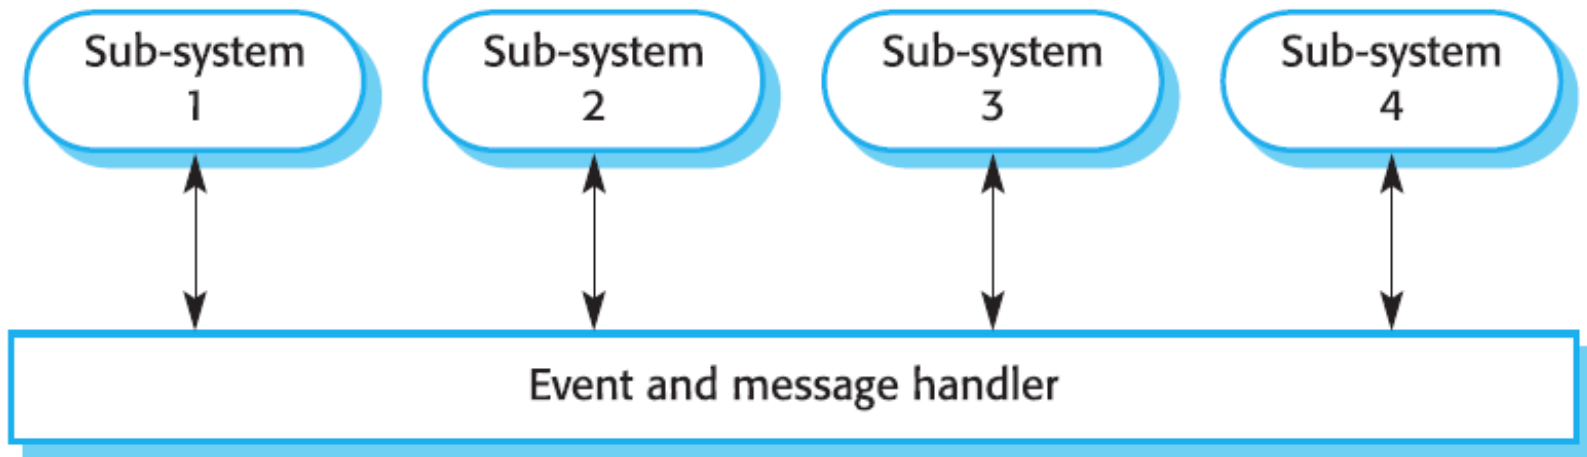 Sub-system
1
Sub-system
2
Sub-system
3
Sub-system
4
Event and message handler